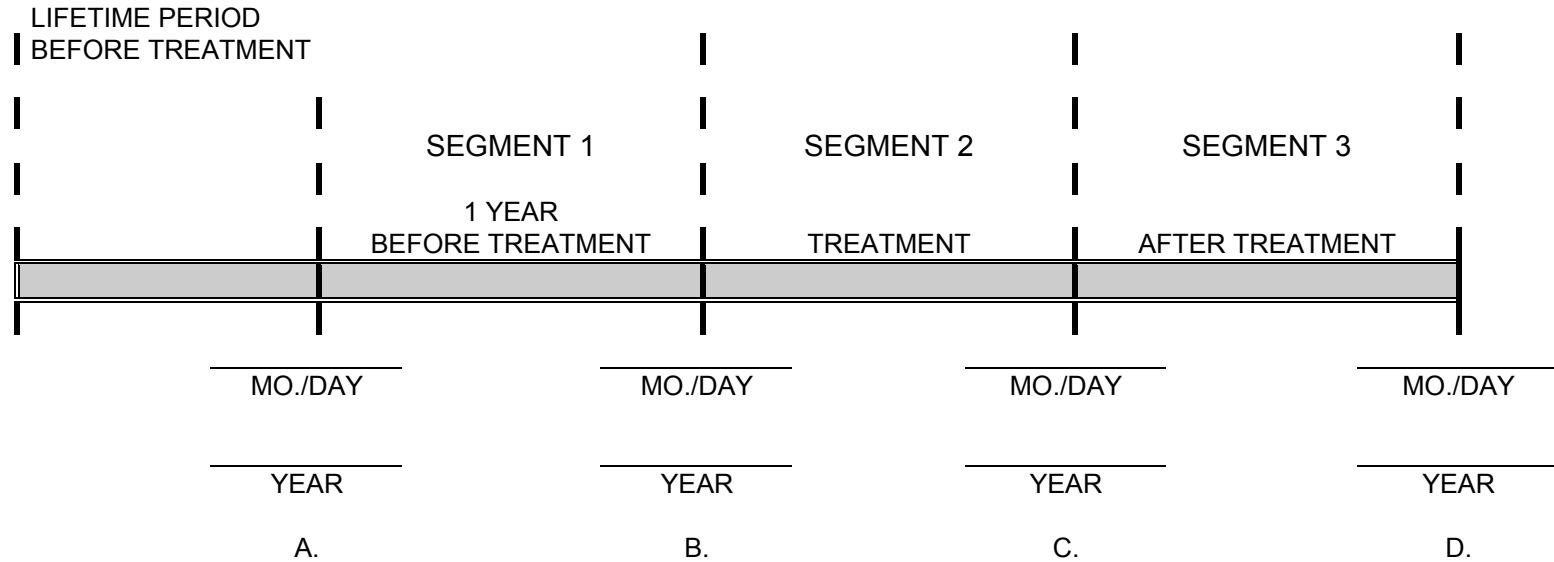 LIFETIME PERIOD
BEFORE TREATMENT
SEGMENT 1 SEGMENT 2 SEGMENT 3
1 YEAR
BEFORE TREATMENT TREATMENT AFTER TREATMENT
MO./DAY MO./DAY MO./DAY MO./DAY
YEAR YEAR YEAR YEAR
A. B. C. D.